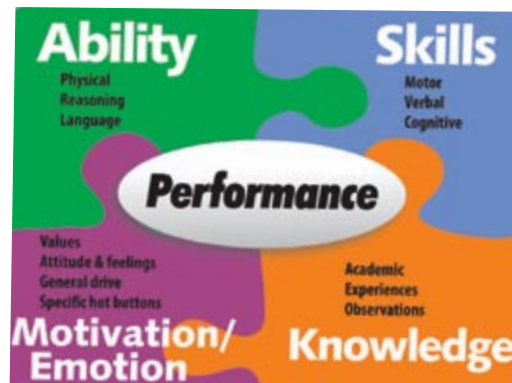 Ability
Physical
Reasoning
Language
Skills
Motor
Verbal
Cognitive
Performance
Values
Attitude & feelings
General drive
Specific hot buttons
Motivation/
Emotion
Academic
Experiences
Observations
Knowledge